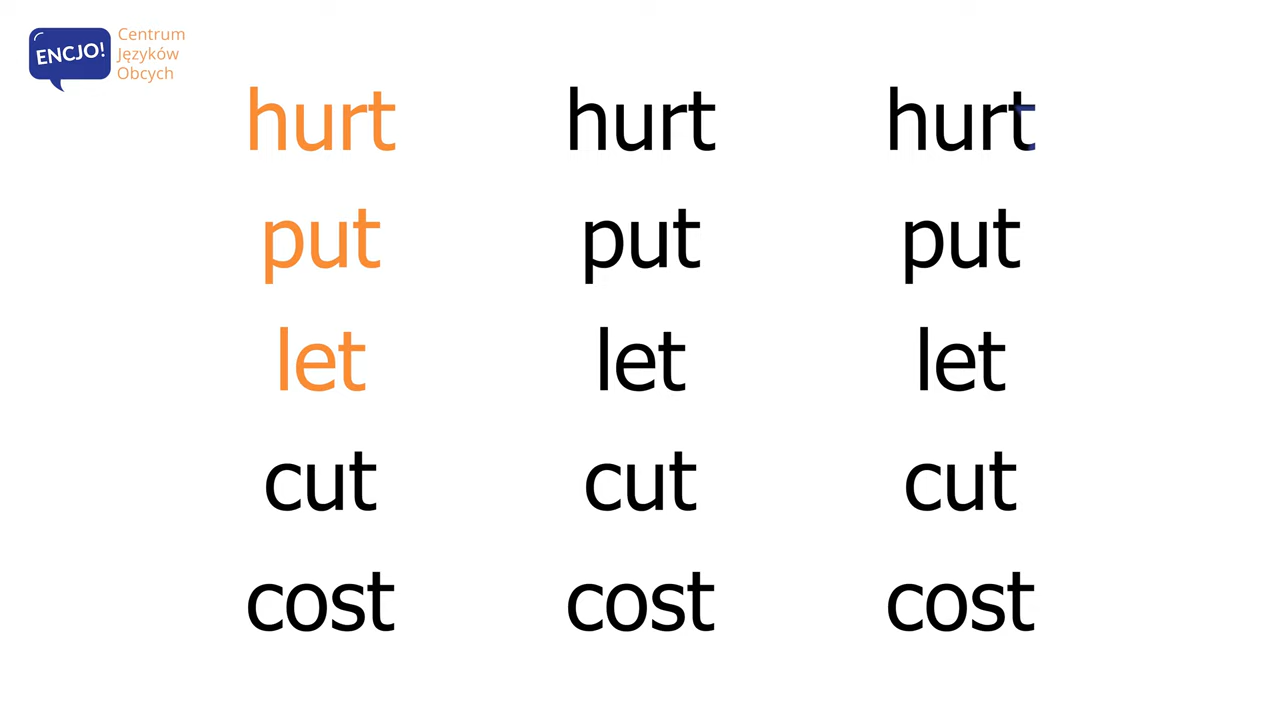 ENCJO!
Centrum
Języków
Obcych
hurt hurt hurt
put put put
let let let
cut cut cut
cost cost cost